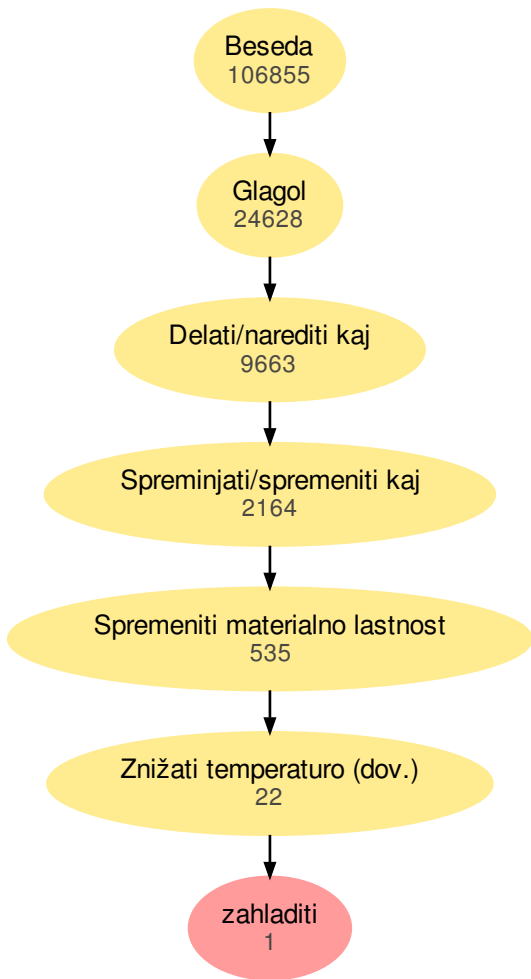 Beseda
106855
Glagol
24628
Delati/narediti kaj
9663
Spreminjati/spremeniti kaj
2164
Spremeniti materialno lastnost
535
Znižati temperaturo (dov.)
22
zahladiti
1